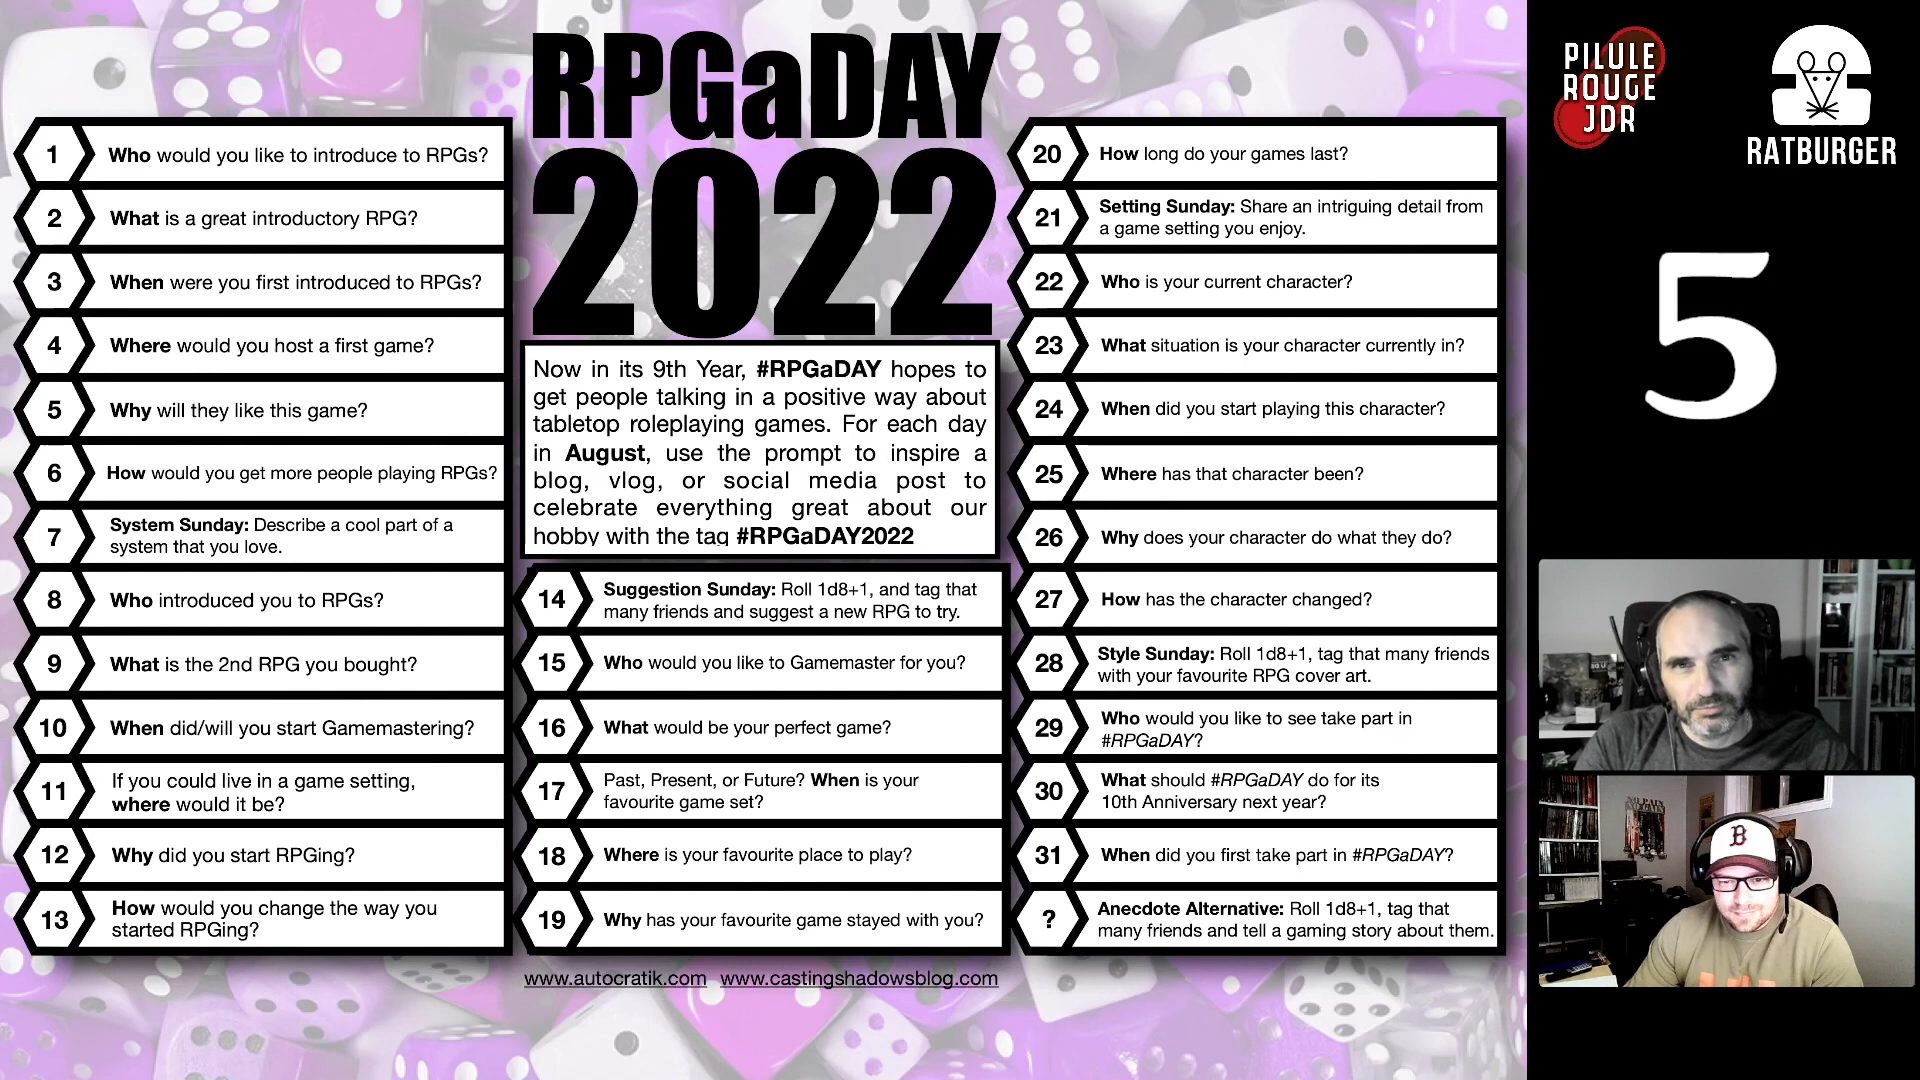 RPGaDAY
2022
1
Who would you like to introduce to RPGs?
2
What is a great introductory RPG?
3
When were you first introduced to RPGs?
4
Where would you host a first game?
5
Why will they like this game?
6
How would you get more people playing RPGs?
7
System Sunday: Describe a cool part of a
system that you love.
8
Who introduced you to RPGs?
9
What is the 2nd RPG you bought?
10
When did/will you start Gamemastering?
11
If you could live in a game setting,
where would it be?
12
Why did you start RPGing?
13
How would you change the way you
started RPGing?
Now in its 9th Year, #RPGaDAY hopes to
get people talking in a positive way about
tabletop roleplaying games. For each day
in August, use the prompt to inspire a
blog, vlog, or social media post to
celebrate everything great about our
hobby with the tag #RPGaDAY2022
14
Suggestion Sunday: Roll 1d8+1, and tag that
many friends and suggest a new RPG to try.
15
Who would you like to Gamemaster for you?
16
What would be your perfect game?
17
Past, Present, or Future? When is your
favourite game set?
18
Where is your favourite place to play?
19
Why has your favourite game stayed with you?
20
How long do your games last?
21
Setting Sunday: Share an intriguing detail from
a game setting you enjoy.
22
Who is your current character?
23
What situation is your character currently in?
24
When did you start playing this character?
25
Where has that character been?
26
Why does your character do what they do?
27
How has the character changed?
28
Style Sunday: Roll 1d8+1, tag that many friends
with your favourite RPG cover art.
29
Who would you like to see take part in
#RPGaDAY?
30
What should #RPGaDAY do for its
10th Anniversary next year?
31
When did you first take part in #RPGaDAY?
?
Anecdote Alternative: Roll 1d8+1, tag that
many friends and tell a gaming story about them.
www.autocratik.com www.castingshadowsblog.com
PILULE
ROUGE
JDR
RATBURGER
5
B